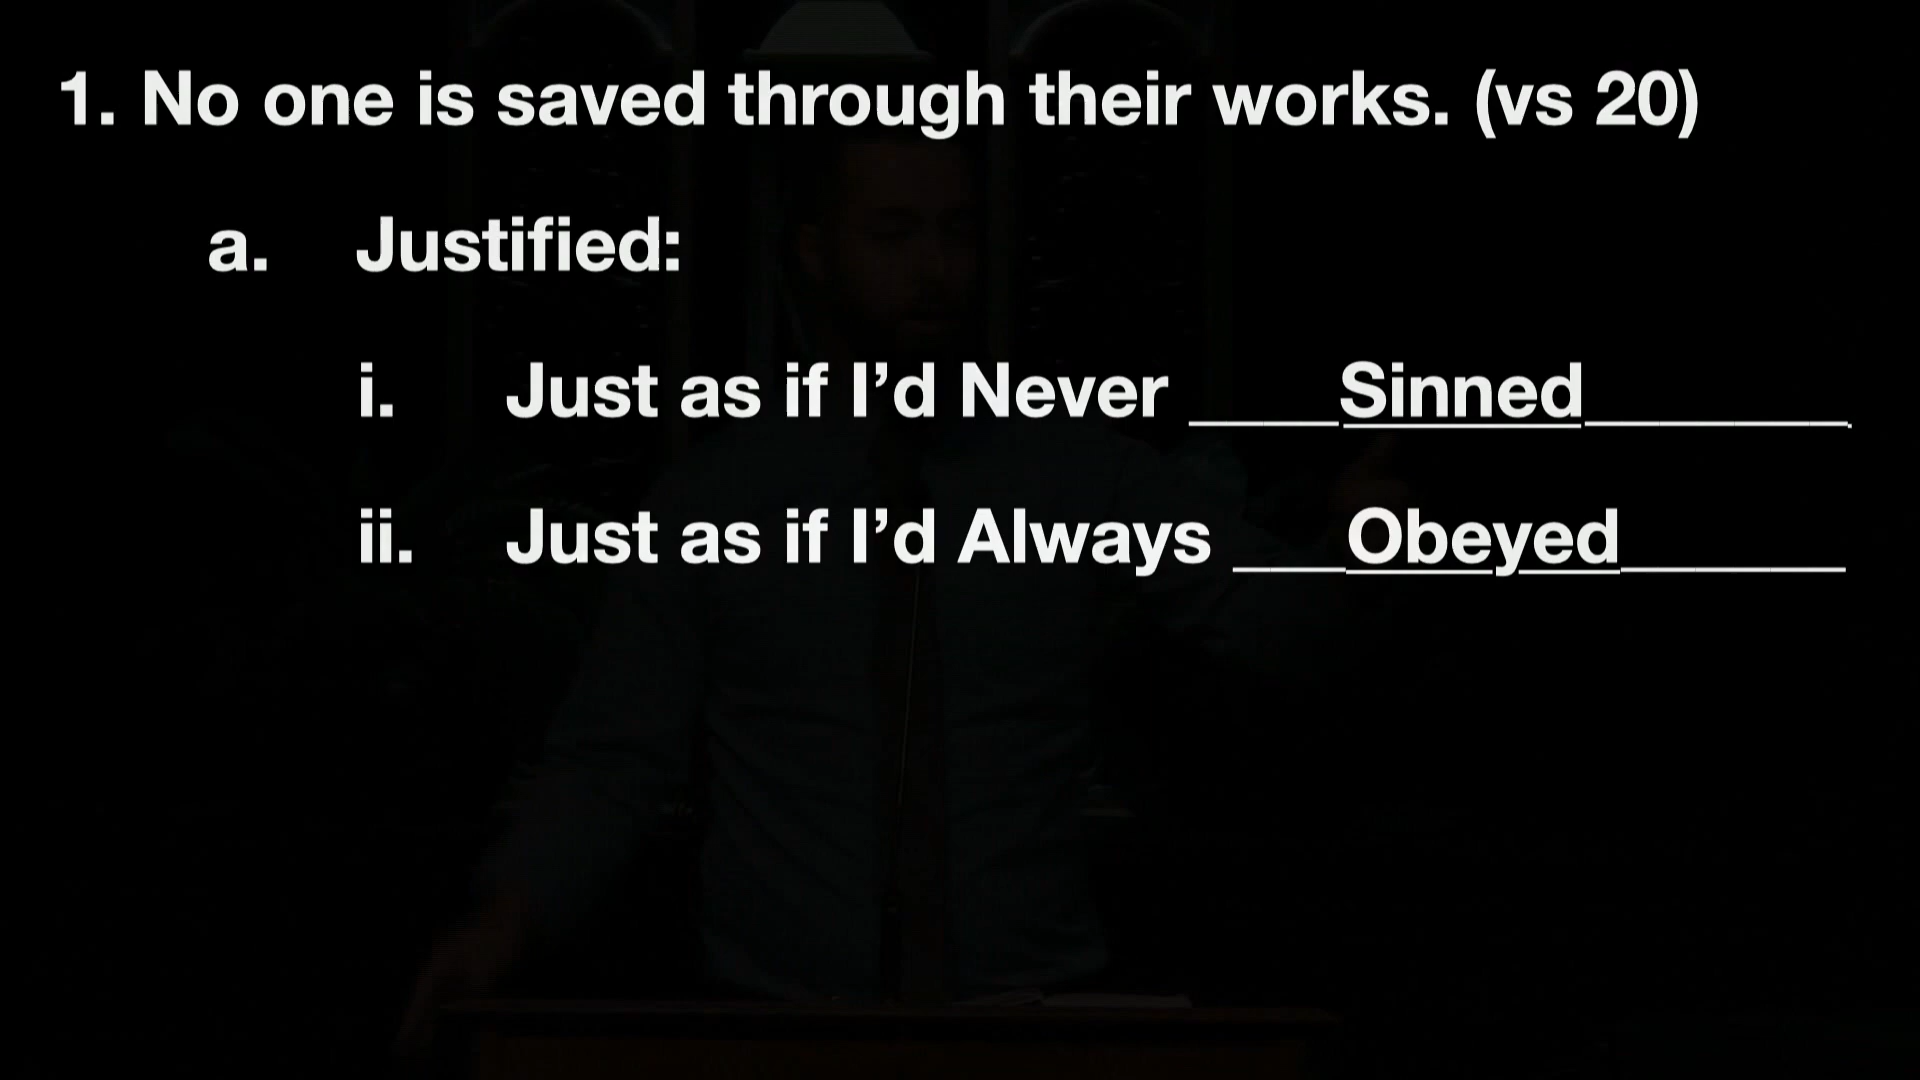 1. No one is saved through their works. (vs 20)
a. Justified:
i. Just as if I’d Never ____Sinned_______.
ii. Just as if I’d Always ___Obeyed______